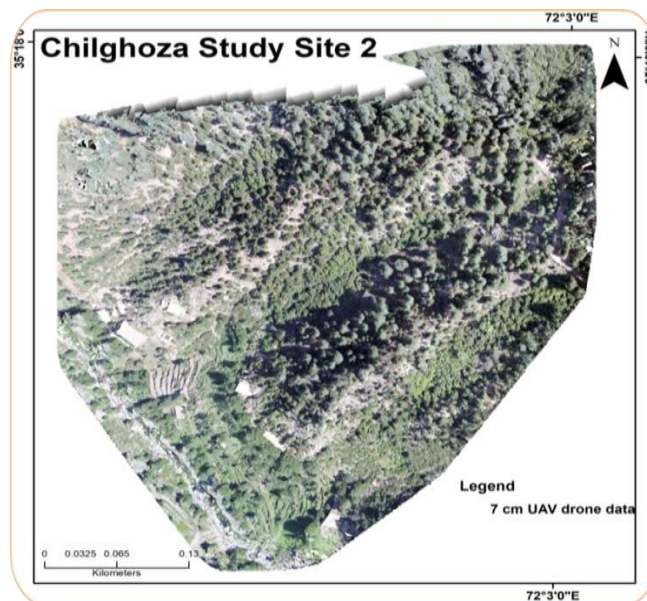 72°3'0"E
Chilghoza Study Site 2
N
Legend
7 cm UAV drone data
0 0.0325 0.065 0.13
Kilometers
72°3'0"E